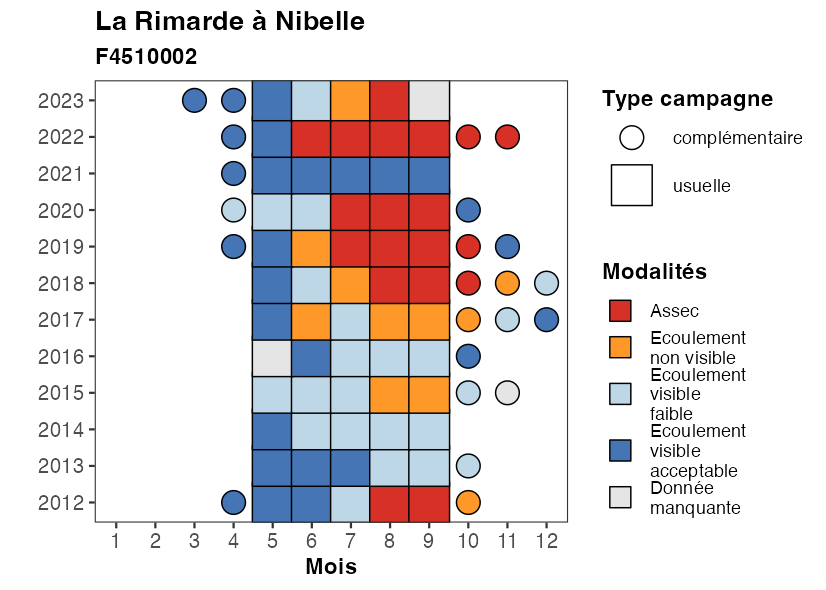 La Rimarde à Nibelle
F4510002
2023
2022
2021
2020
2019
2018
2017
2016
2015
2014
2013
2012
1 2 3 4 5 6 7 8 9 10 11 12
Mois
Type campagne
complémentaire
usuelle
Modalités
Assec
Ecoulement
non visible
Ecoulement
visible
faible
Ecoulement
visible
acceptable
Donnée
manquante